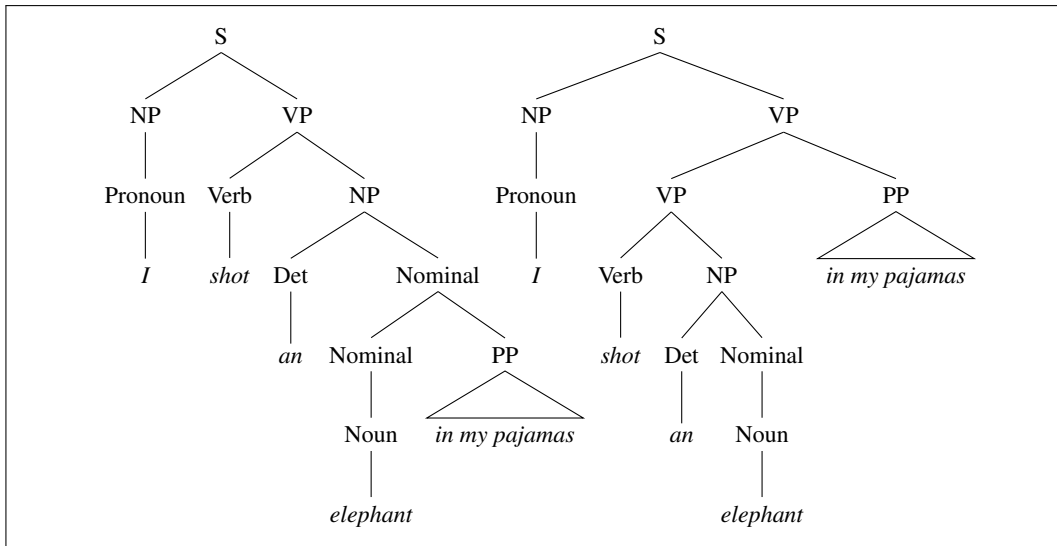 S S
NP VP NP VP
Pronoun Verb NP Pronoun VP PP
I shot Det Nominal I Verb NP in my pajamas
an Nominal PP shot Det Nominal
Noun in my pajamas an Noun
elephant elephant